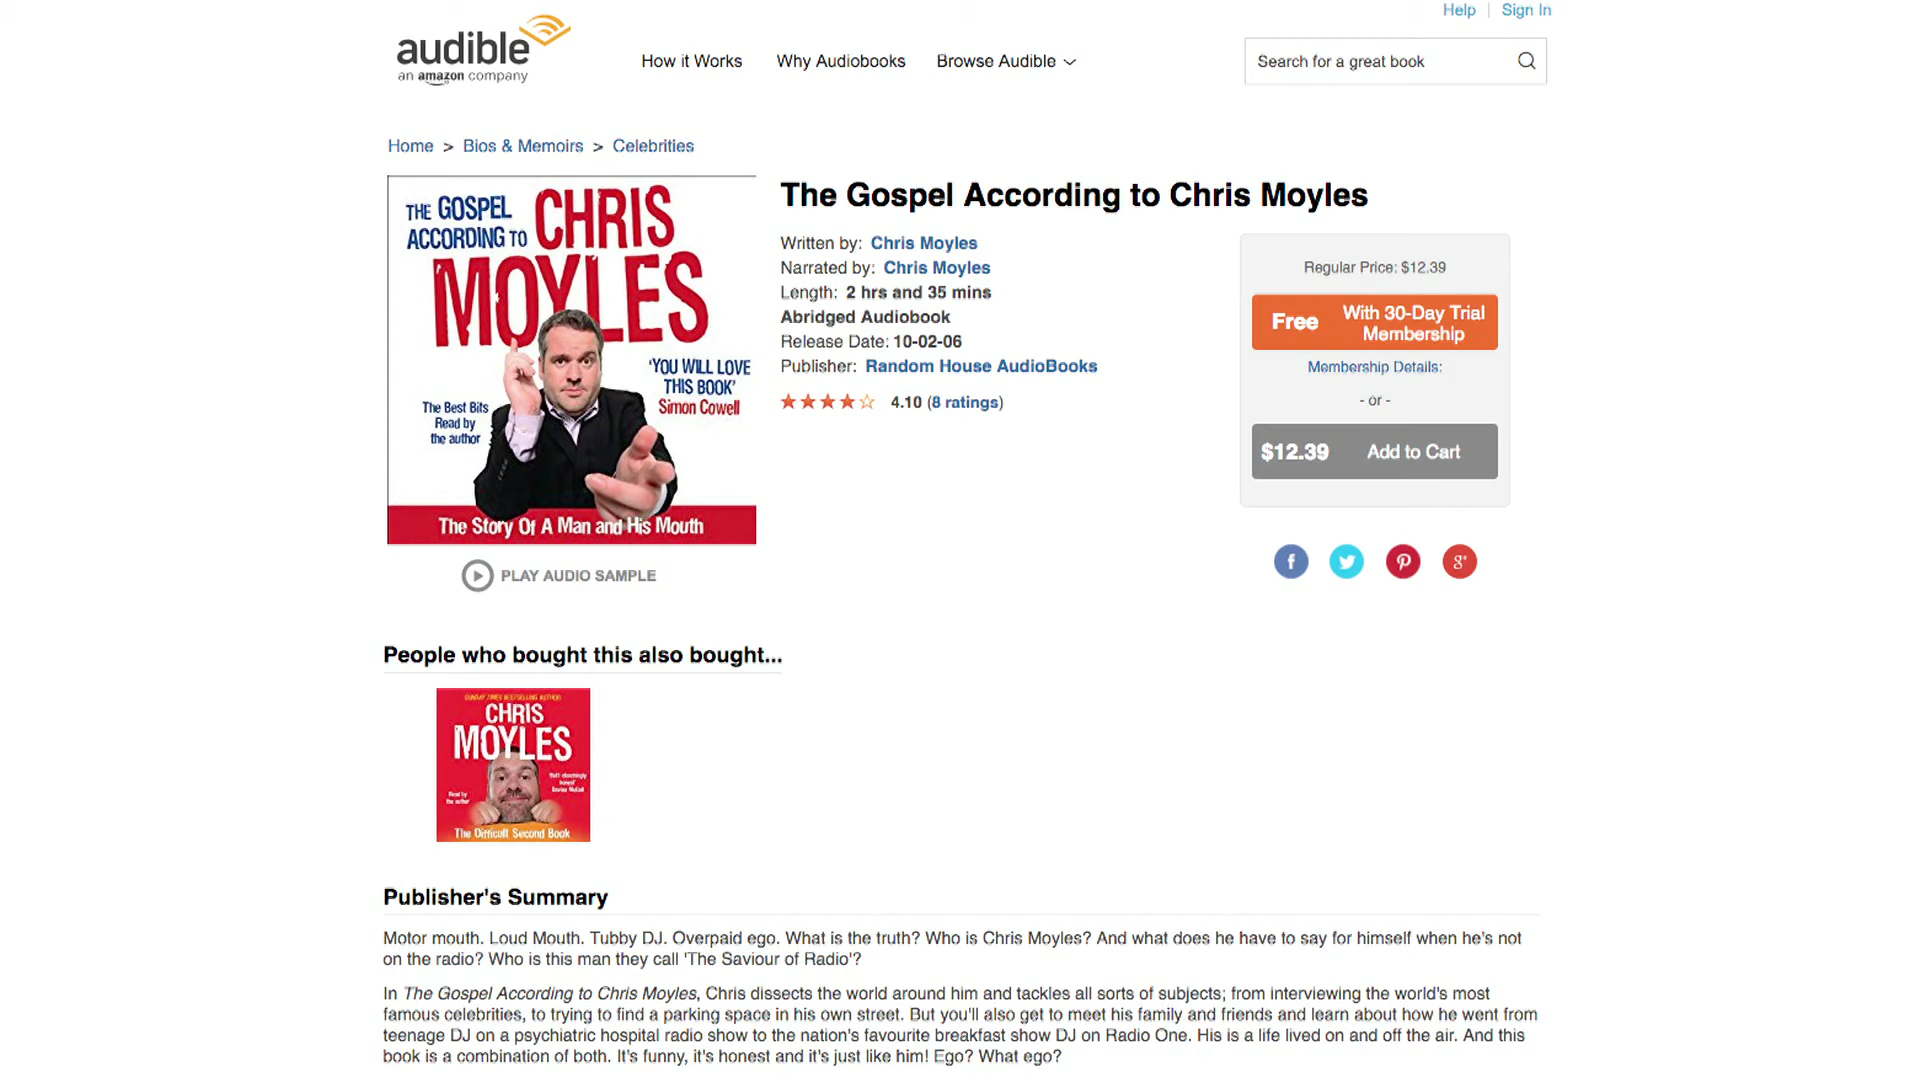 Help | Sign In
audible
an amazon company
How it Works Why Audiobooks Browse Audible
Search for a great book
Home > Bios & Memoirs > Celebrities
THE GOSPEL
ACCORDING TO
CHRIS
MOYLES
'YOU WILL LOVE
THIS BOOK'
Simon Cowell
The Best Bits
Read by
the author
The Story Of A Man and His Mouth
PLAY AUDIO SAMPLE
The Gospel According to Chris Moyles
Written by: Chris Moyles
Narrated by: Chris Moyles
Length: 2 hrs and 35 mins
Abridged Audiobook
Release Date: 10-02-06
Publisher: Random House AudioBooks
4.10 (8 ratings)
Regular Price: $12.39
Free With 30-Day Trial
Membership
Membership Details:
- or -
$12.39 Add to Cart
People who bought this also bought...
SUNDAY TIMES BESTSELLING AUTHOR
CHRIS
MOYLES
Read by
the author
The Difficult Second Book
Publisher's Summary
Motor mouth. Loud Mouth. Tubby DJ. Overpaid ego. What is the truth? Who is Chris Moyles? And what does he have to say for himself when he's not
on the radio? Who is this man they call 'The Saviour of Radio'?
In The Gospel According to Chris Moyles, Chris dissects the world around him and tackles all sorts of subjects; from interviewing the world's most
famous celebrities, to trying to find a parking space in his own street. But you'll also get to meet his family and friends and learn about how he went from
teenage DJ on a psychiatric hospital radio show to the nation's favourite breakfast show DJ on Radio One. His is a life lived on and off the air. And this
book is a combination of both. It's funny, it's honest and it's just like him! Ego? What ego?